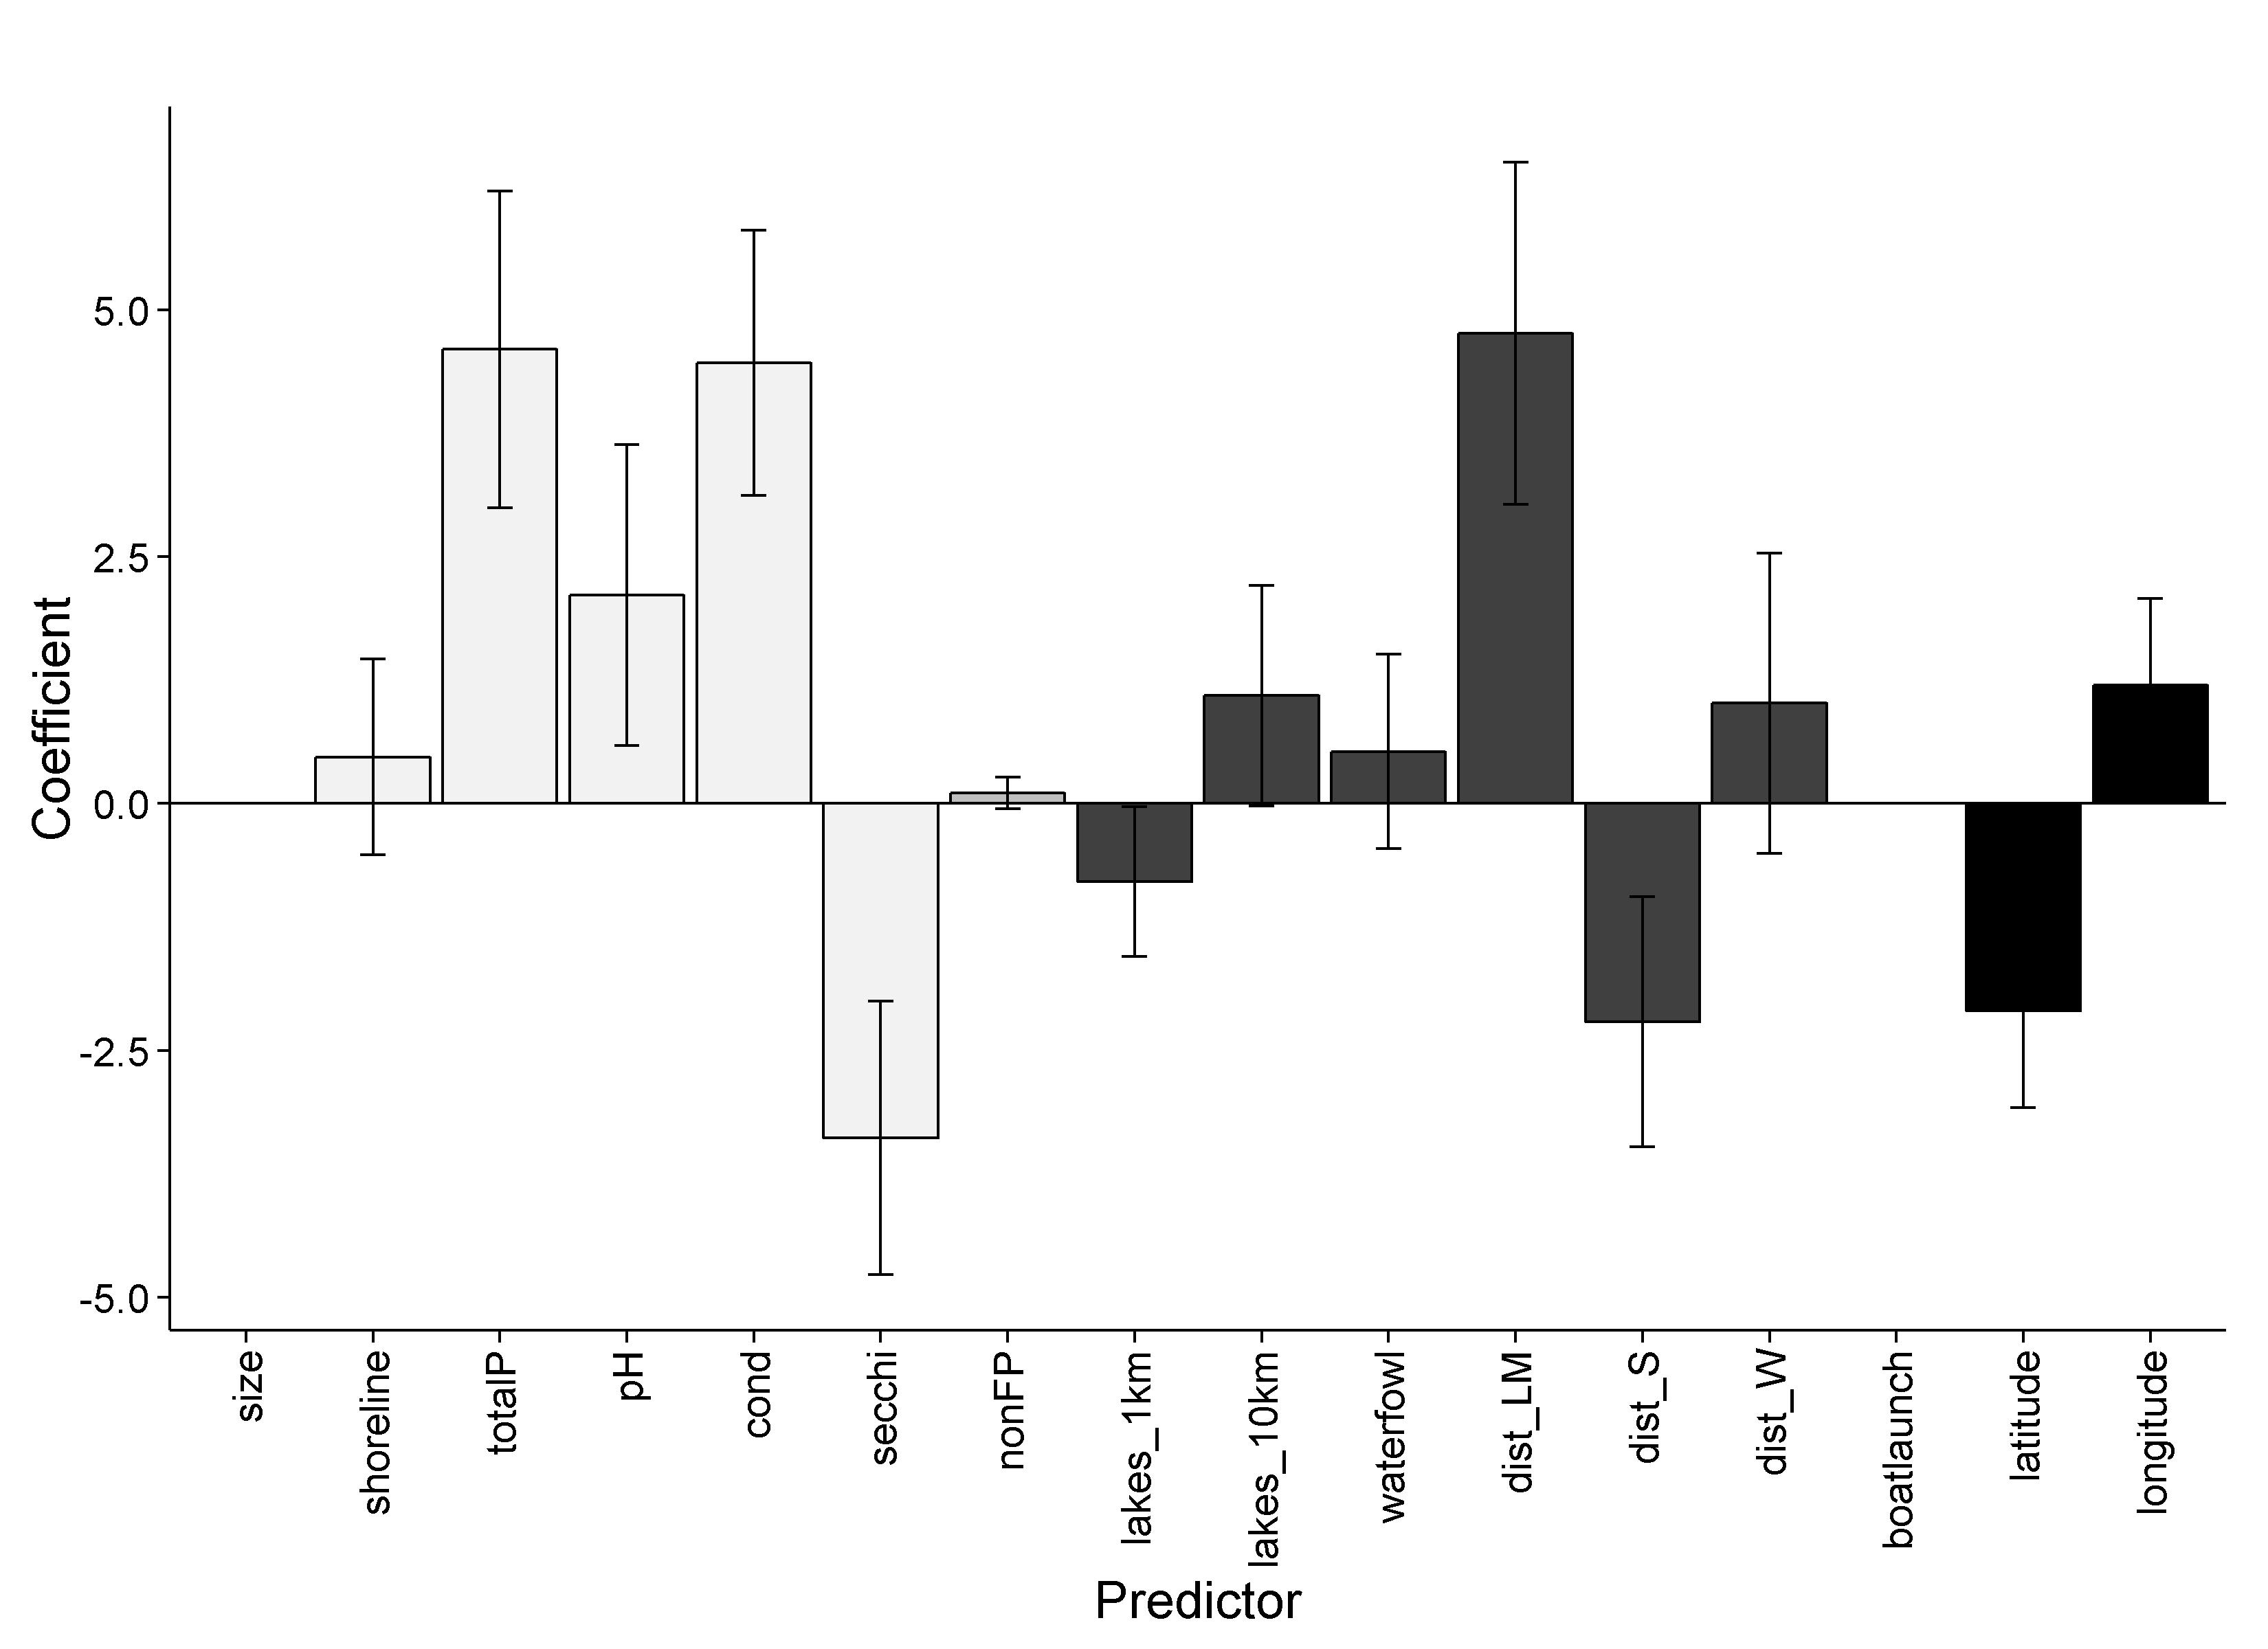 Coefficient
5.0
2.5
0.0
-2.5
-5.0
size
shoreline
totalP
pH
cond
secchi
nonFP
lakes_1km
lakes_10km
waterfowl
dist_LM
dist_S
dist_W
boatlaunch
latitude
longitude
Predictor